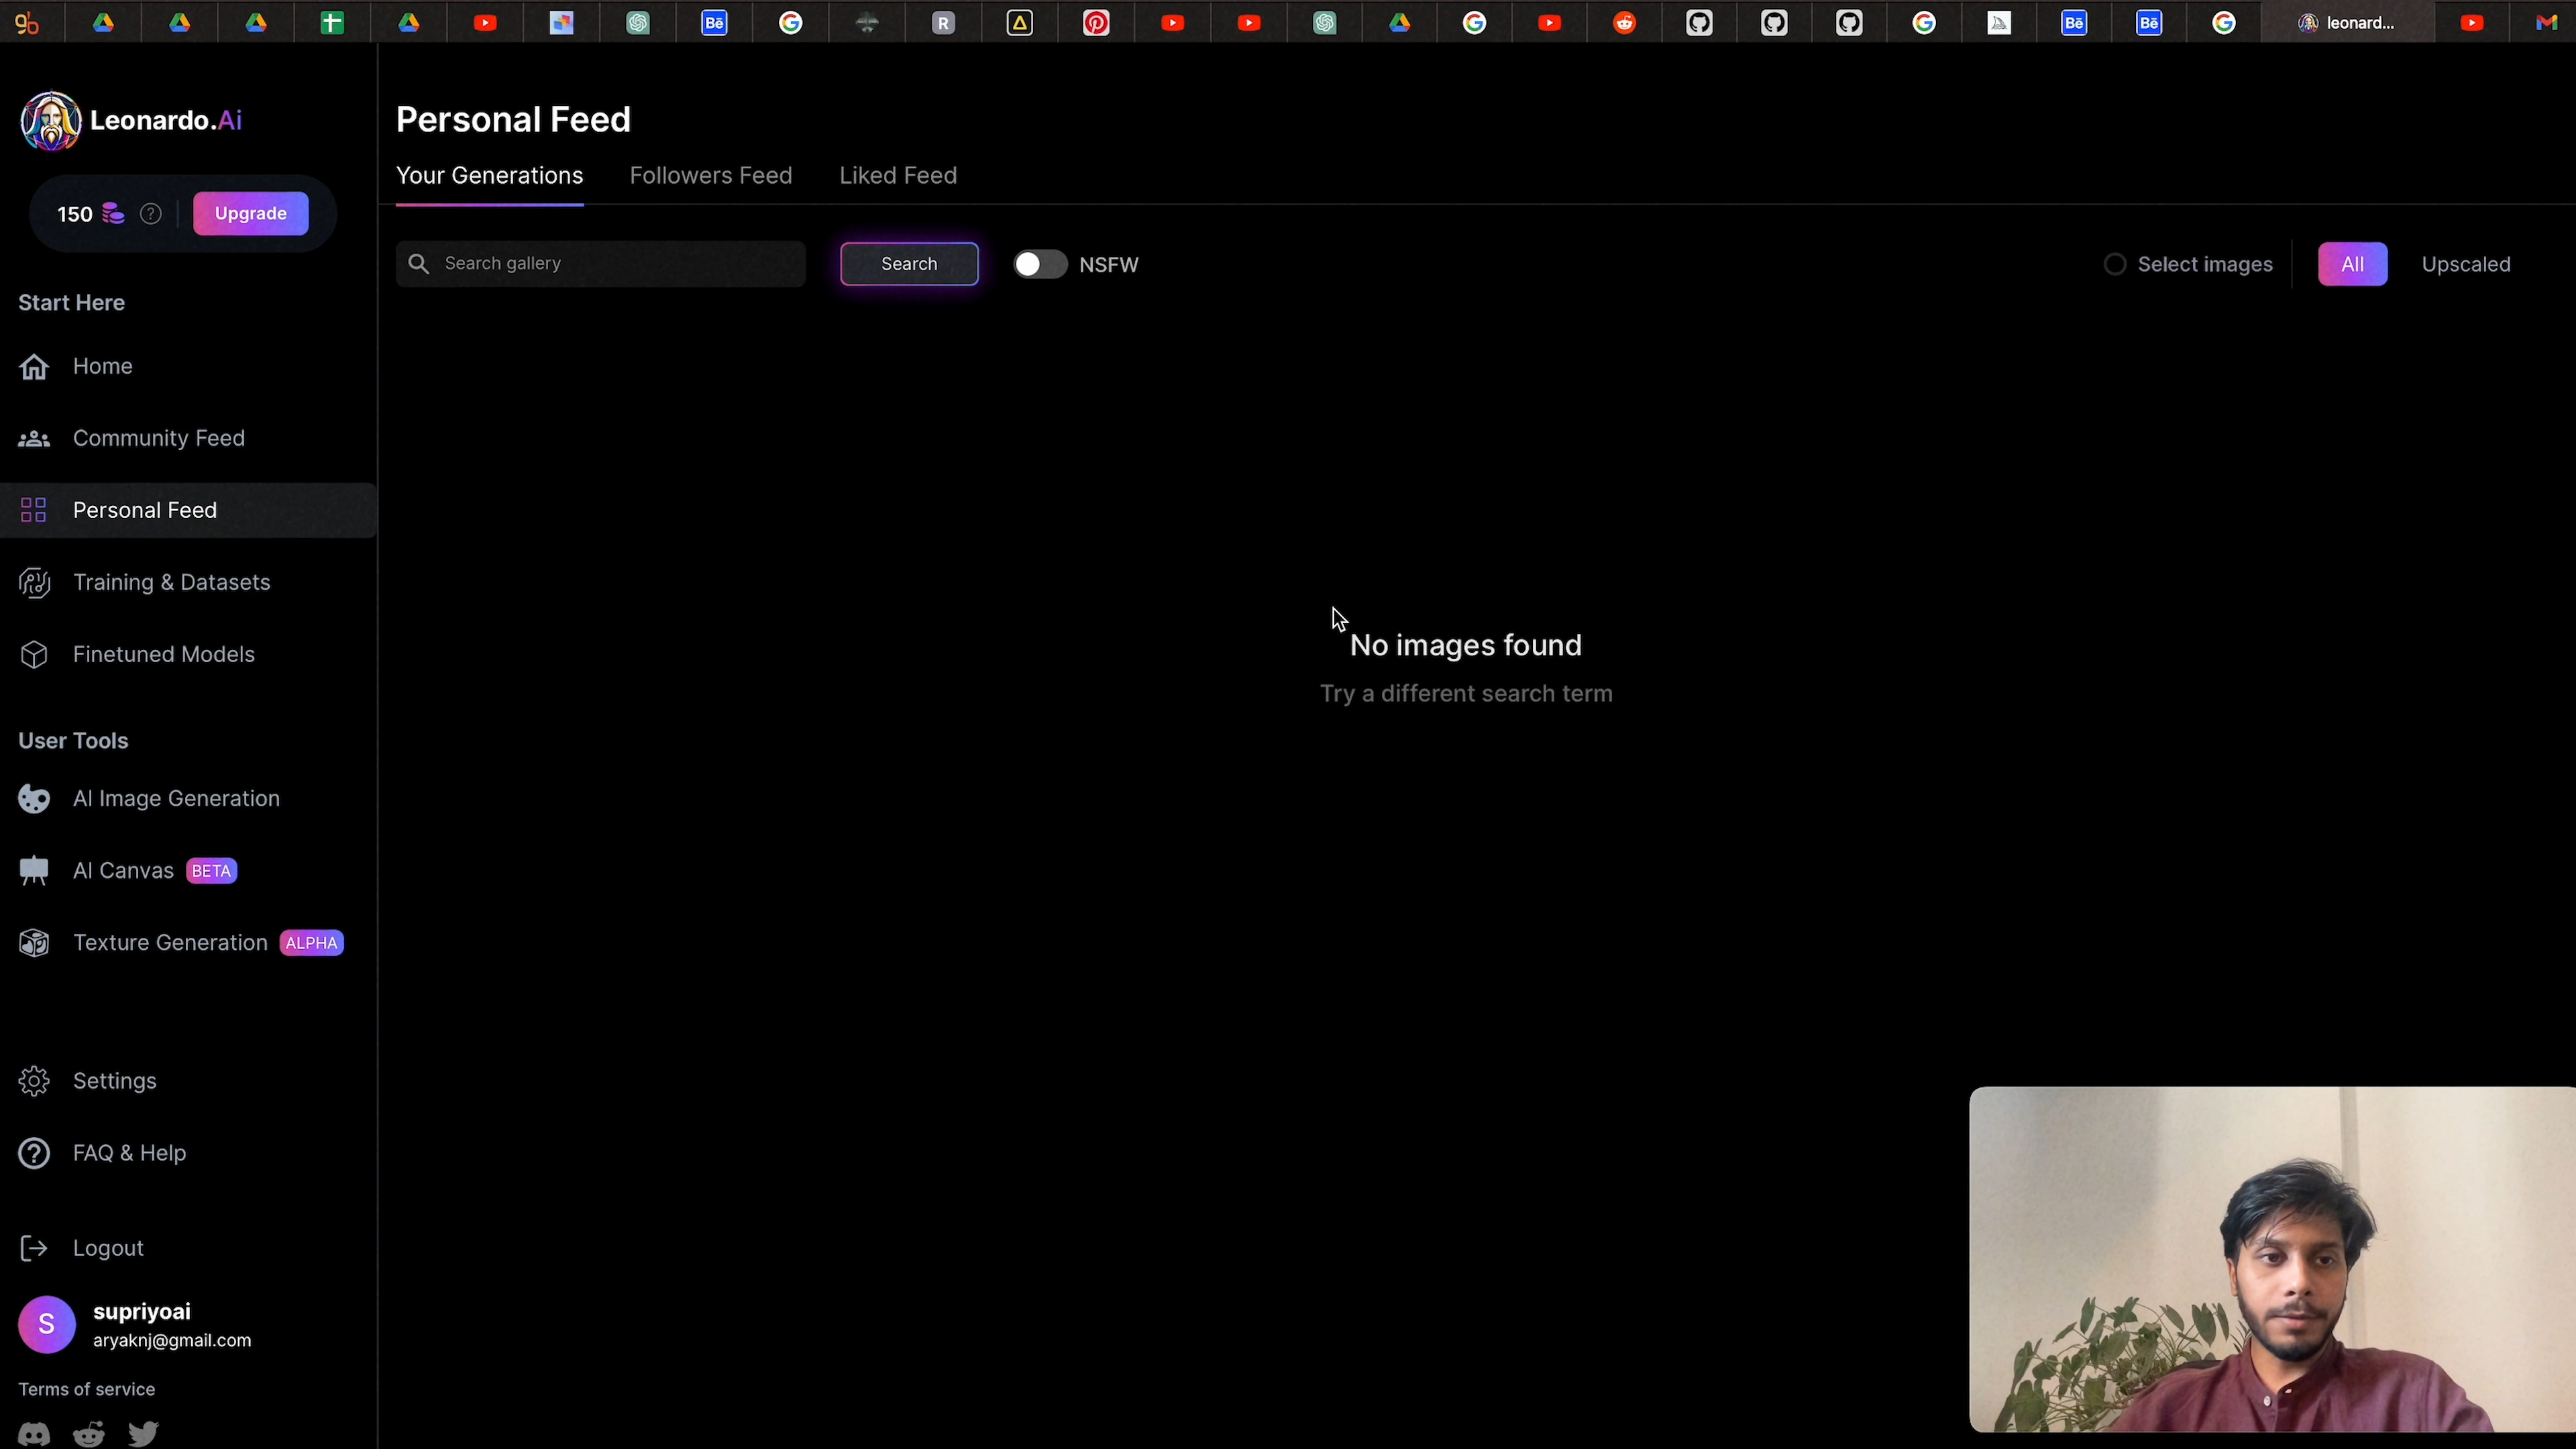 leonard...
Leonardo.Ai
150
Upgrade
Start Here
Home
Community Feed
Personal Feed
Training & Datasets
Finetuned Models
User Tools
AI Image Generation
AI Canvas BETA
Texture Generation ALPHA
Settings
FAQ & Help
Logout
S
supriyoai
aryaknj@gmail.com
Terms of service
Personal Feed
Your Generations Followers Feed Liked Feed
Search gallery Search NSFW Select images All Upscaled
No images found
Try a different search term